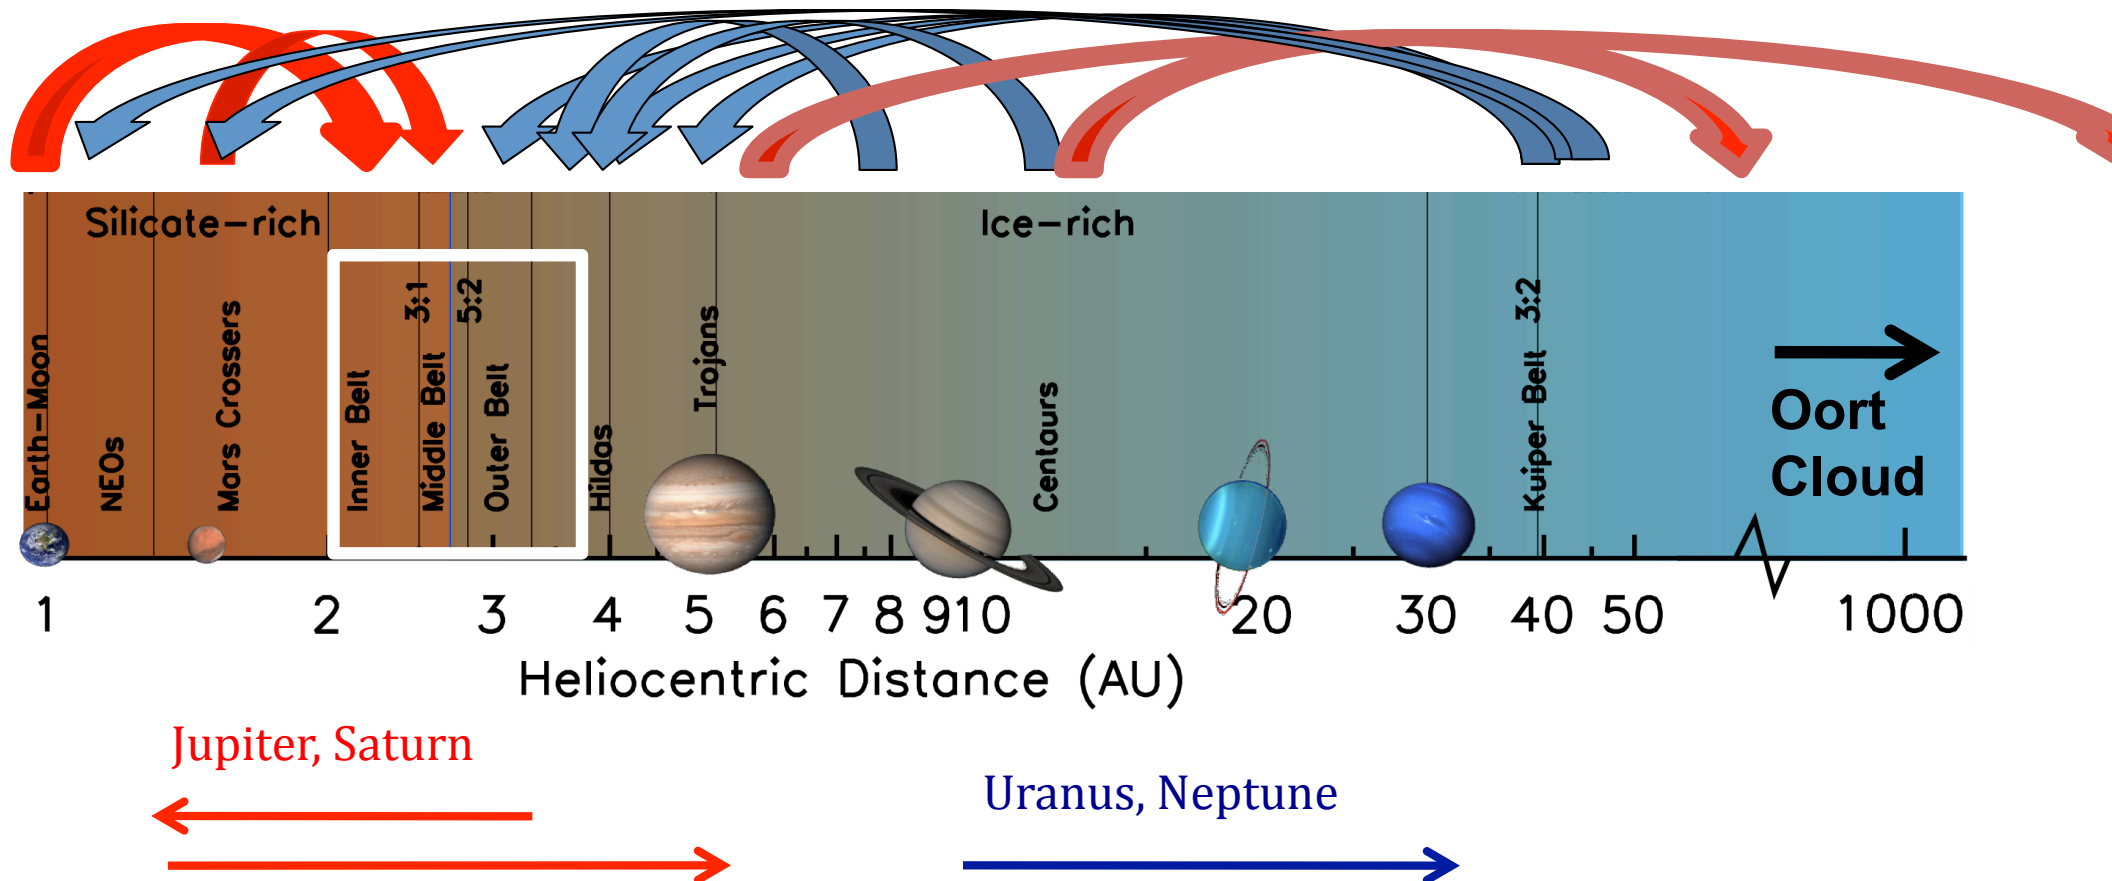 Silicate-rich
Ice-rich
Earth-Moon
NEOs
Mars Crossers
Inner Belt
3:1
Middle Belt
5:2
Outer Belt
Hildas
Trojans
Centaurs
Kuiper Belt 3:2
Oort
Cloud
1 2 3 4 5 6 7 8 9 10 20 30 40 50 1000
Heliocentric Distance (AU)
Jupiter, Saturn
Uranus, Neptune